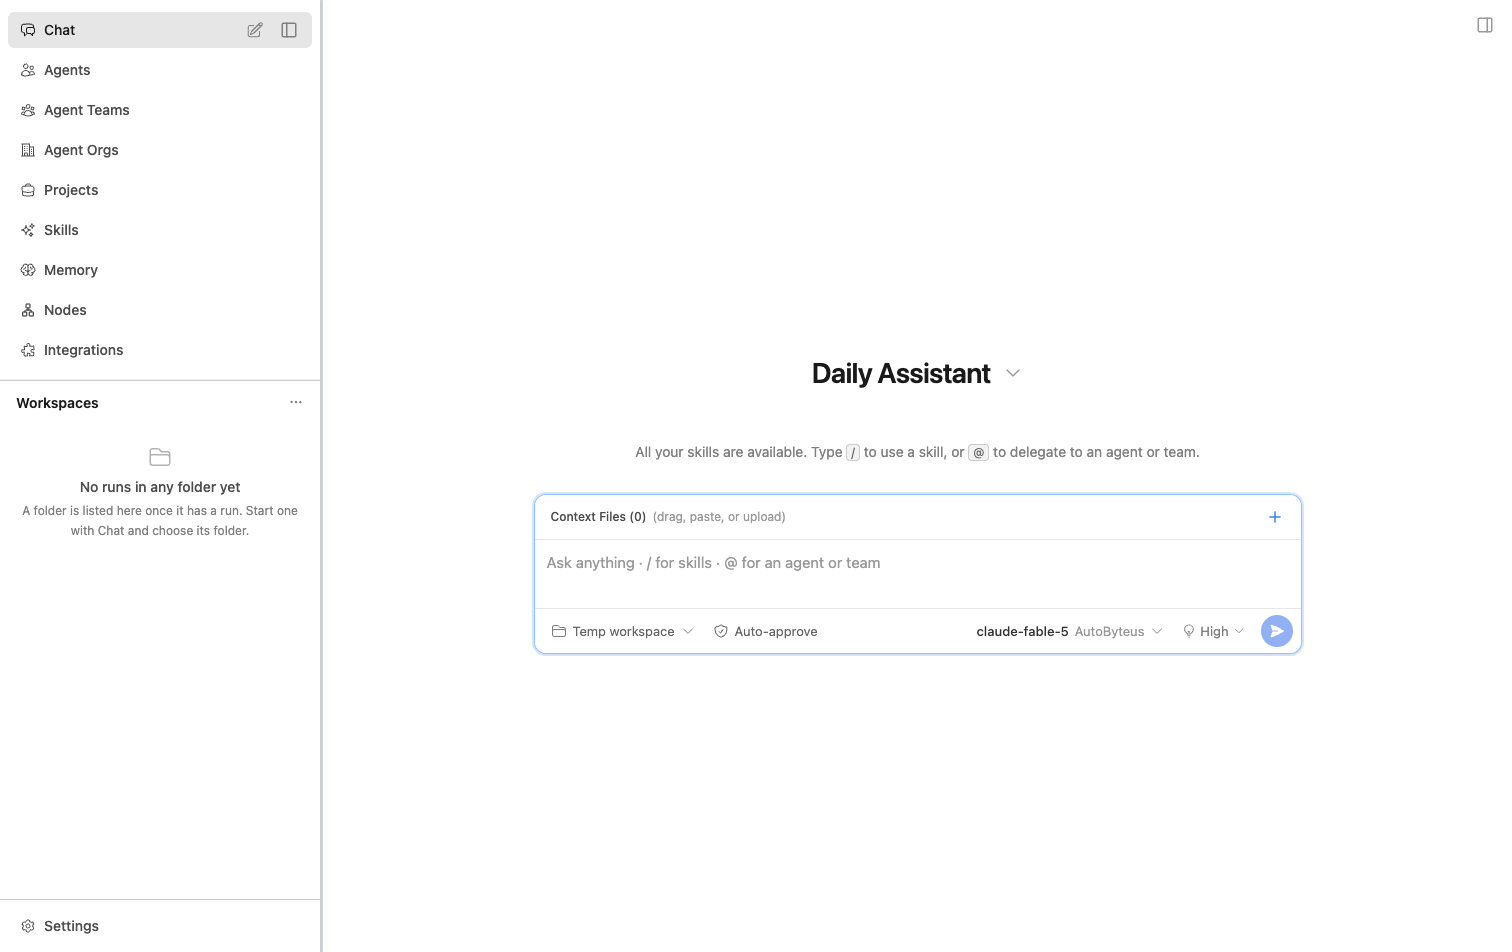 Chat
Agents
Agent Teams
Agent Orgs
Projects
Skills
Memory
Nodes
Integrations
Workspaces
No runs in any folder yet
A folder is listed here once it has a run. Start one
with Chat and choose its folder.
Settings
Daily Assistant
All your skills are available. Type / to use a skill, or @ to delegate to an agent or team.
Context Files (0) (drag, paste, or upload)
Ask anything · / for skills · @ for an agent or team
Temp workspace Auto-approve claude-fable-5 AutoByteus High